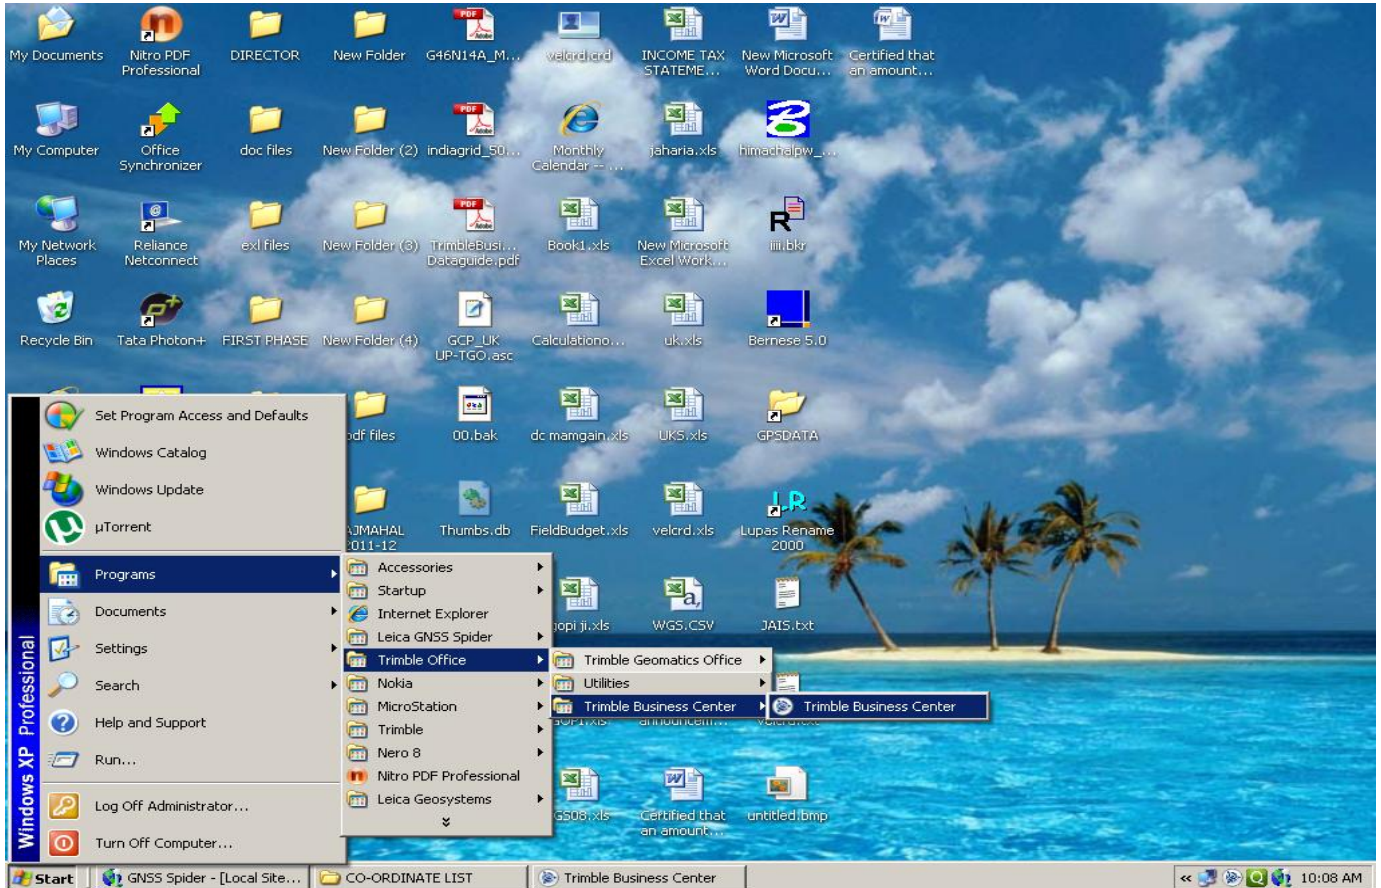 My Documents
Nitro PDF Professional
DIRECTOR
New Folder
G46N14A_M...
velcrd.crd
INCOME TAX STATEME...
New Microsoft Word Docu...
Certified that an amount...
My Computer
Office Synchronizer
doc files
New Folder (2)
indiagrid_50...
Monthly Calendar -- ...
jaharia.xls
himachalpw_...
My Network Places
Reliance Netconnect
exl files
New Folder (3)
TrimbleBusi... Dataguide.pdf
Book1.xls
New Microsoft Excel Work...
iiii.bkr
Recycle Bin
Tata Photon+
FIRST PHASE
New Folder (4)
GCP_UK UP-TGO.asc
Calculationo...
uk.xls
Bernese 5.0
pdf files
00.bak
dc mamgain.xls
UKS.xls
GPSDATA
AJMAHAL 2011-12
Thumbs.db
FieldBudget.xls
velcrd.xls
Lupas Rename 2000
gopi ji.xls
WGS.CSV
JAIS.txt
GOPI.xls
announcem...
velcrd.txt
GS08.xls
Certified that an amount...
untitled.bmp
Windows XP Professional
Set Program Access and Defaults
Windows Catalog
Windows Update
µTorrent
Programs
Documents
Settings
Search
Help and Support
Run...
Log Off Administrator...
Turn Off Computer...
Accessories
Startup
Internet Explorer
Leica GNSS Spider
Trimble Office
Nokia
MicroStation
Trimble
Nero 8
Nitro PDF Professional
Leica Geosystems
Trimble Geomatics Office
Utilities
Trimble Business Center
Trimble Business Center
Start
GNSS Spider - [Local Site...
CO-ORDINATE LIST
Trimble Business Center
10:08 AM